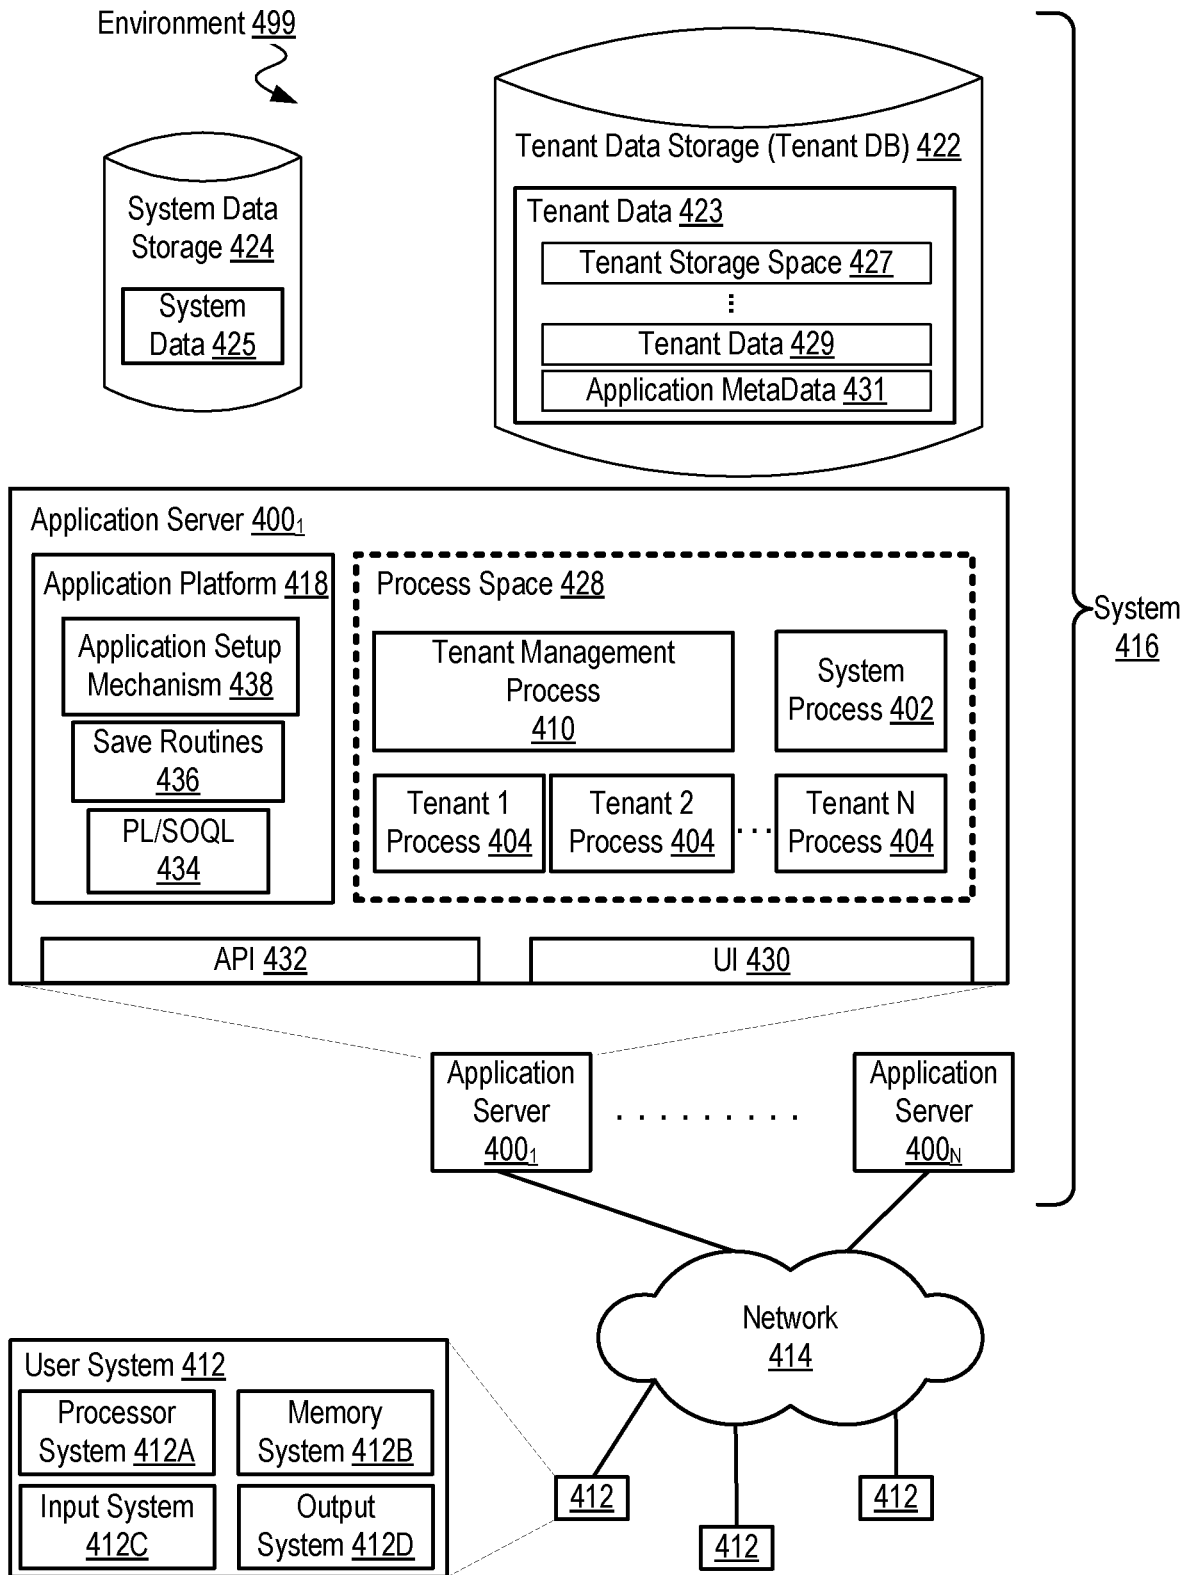 Environment 499
Tenant Data Storage (Tenant DB) 422
System Data
Storage 424
System
Data 425
Tenant Data 423
Tenant Storage Space 427
Tenant Data 429
Application MetaData 431
Application Server 400₁
Application Platform 418
Application Setup
Mechanism 438
Save Routines
436
PL/SOQL
434
Process Space 428
Tenant Management
Process
410
System
Process 402
Tenant 1
Process 404
Tenant 2
Process 404
...
Tenant N
Process 404
API 432
UI 430
System
416
Application
Server
400₁
. . . . . . . . .
Application
Server
400N
Network
414
User System 412
Processor
System 412A
Memory
System 412B
Input System
412C
Output
System 412D
412
412
412